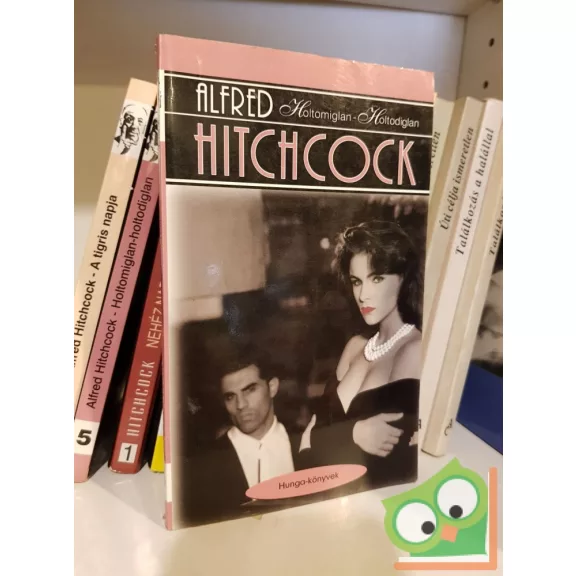 ALFRED
Holtomiglan - Holtodiglan
HITCHCOCK
Hunga-könyvek
Alfred Hitchcock - A tigris napja
5
Alfred Hitchcock - Holtomiglan-holtodiglan
1
HITCHCOCK
Úti célja ismeretlen
Találkozás a halállal